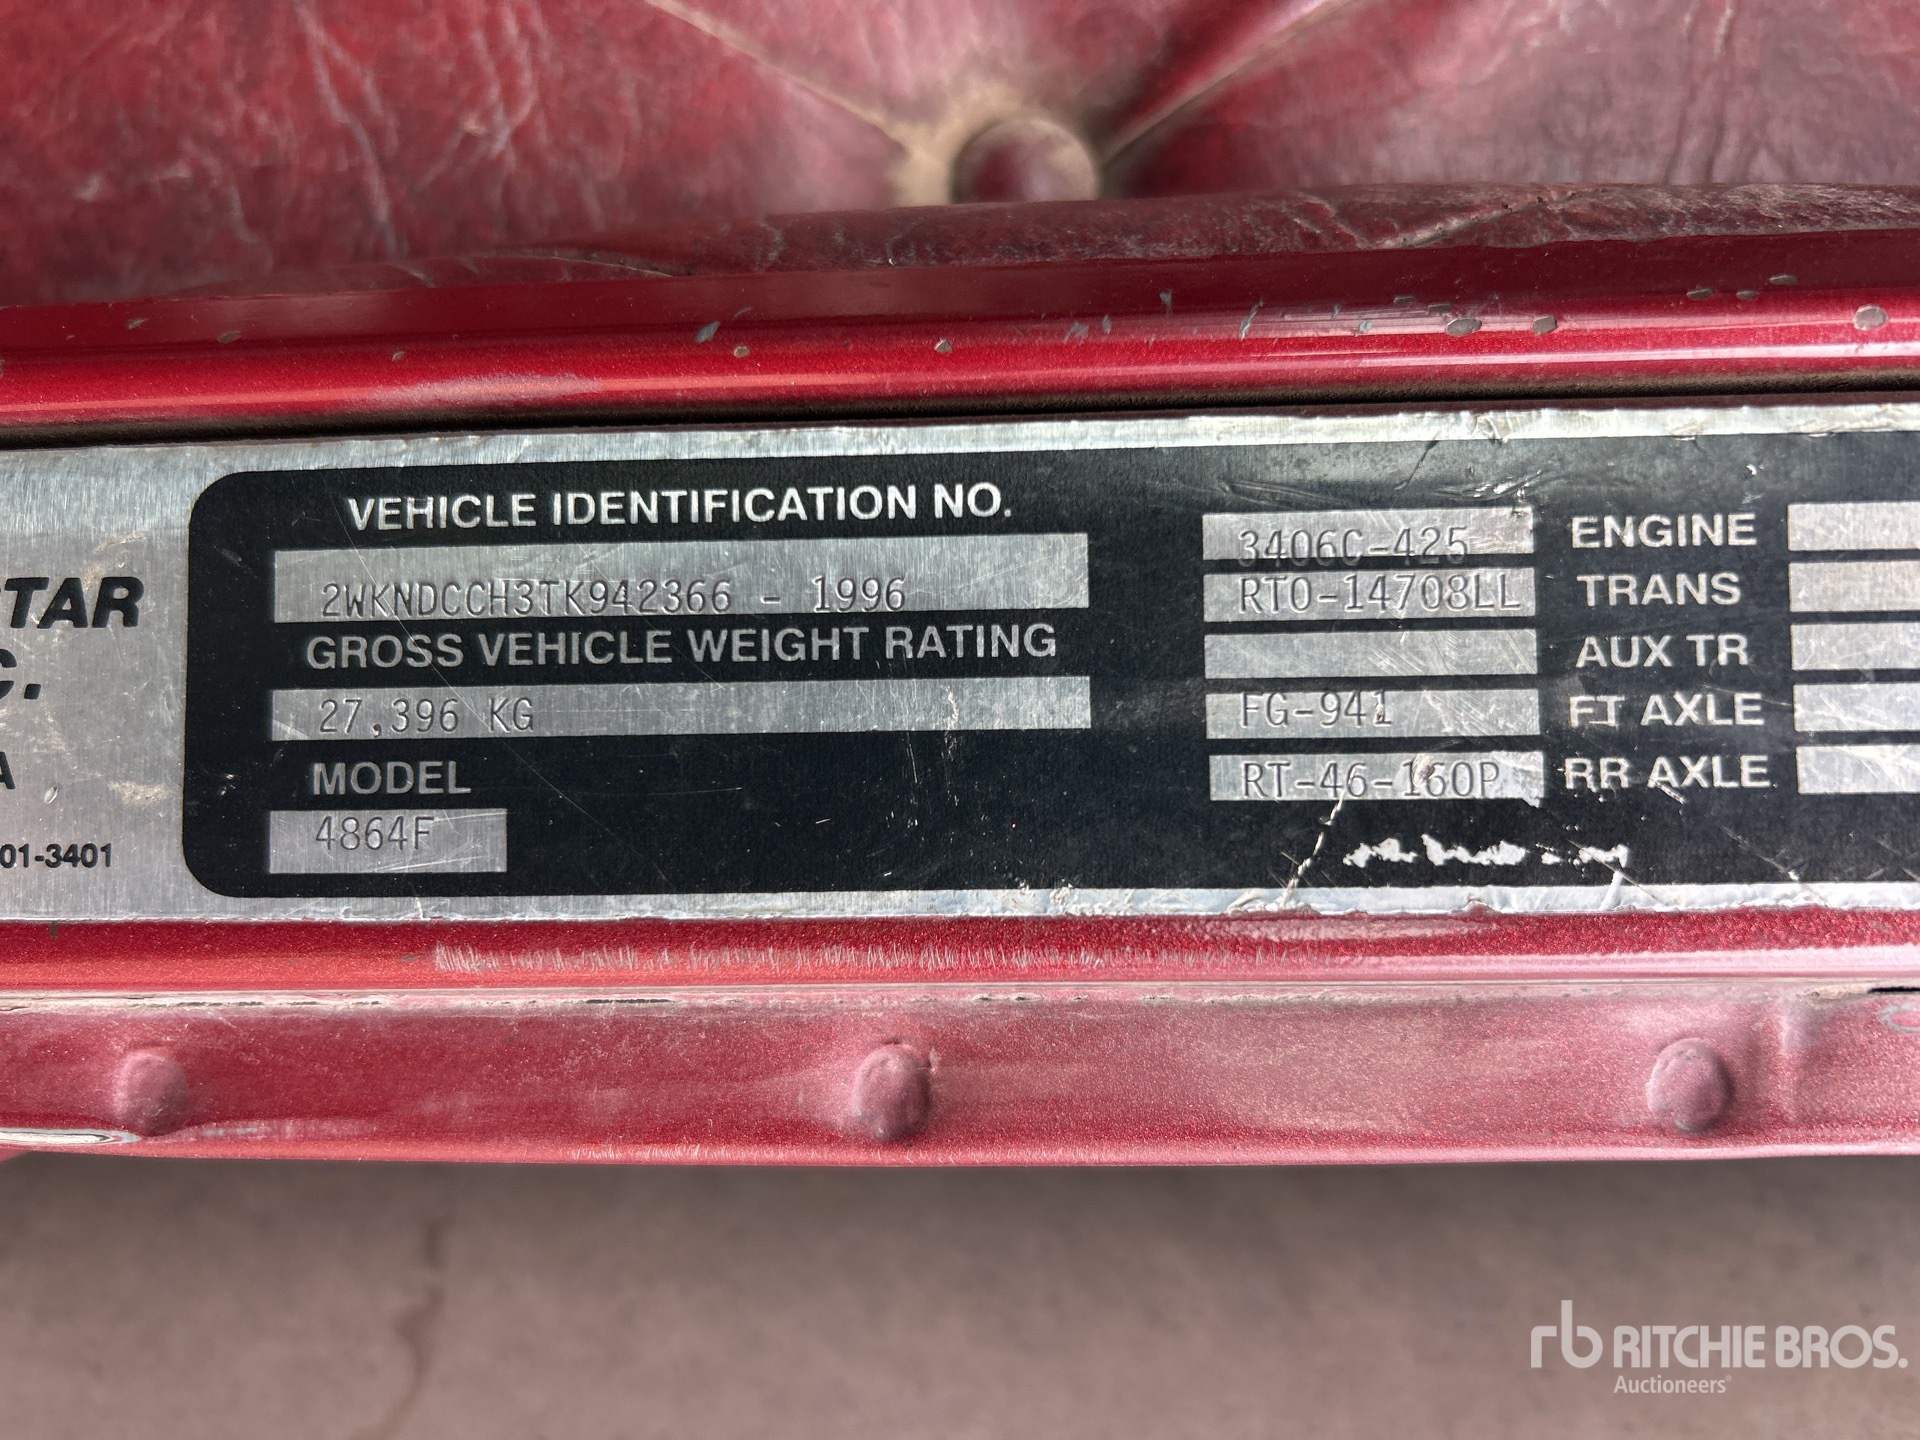 TAR
C.
A
01-3401
VEHICLE IDENTIFICATION NO.
2WKNDCCH3TK942366 - 1996
GROSS VEHICLE WEIGHT RATING
27,396 KG
MODEL
4864F
3406C-425 ENGINE
RTO-14708LL TRANS
AUX TR
FG-941 FT AXLE
RT-46-160P RR AXLE
rb RITCHIE BROS.
Auctioneers